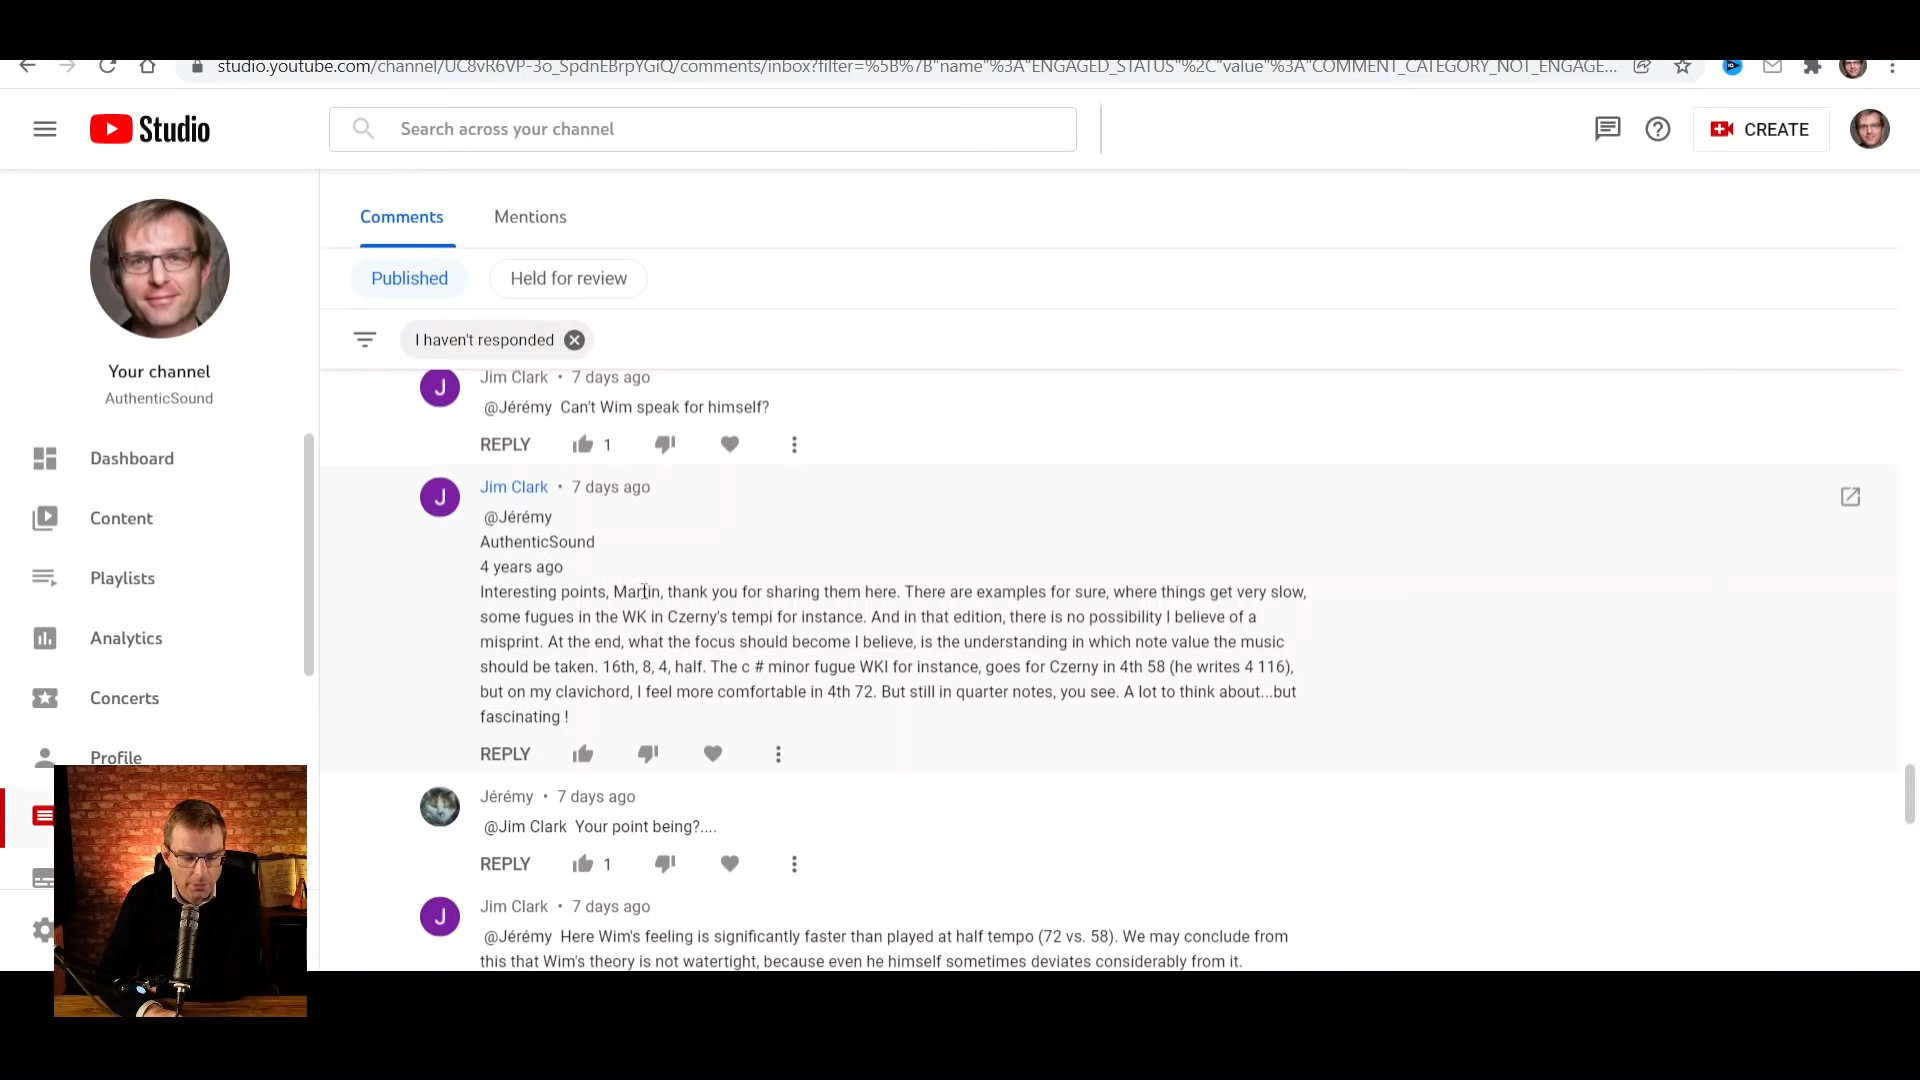 studio.youtube.com/channel/UC8vR6VP-3o_SpdnEBrpYGiQ/comments/inbox?filter=%5B%7B"name"%3A"ENGAGED_STATUS"%2C"value"%3A"COMMENT_CATEGORY_NOT_ENGAGE...
Studio
Search across your channel
CREATE
Your channel
AuthenticSound
Dashboard
Content
Playlists
Analytics
Concerts
Profile
Comments
Mentions
Published
Held for review
I haven't responded
J
Jim Clark • 7 days ago
@Jérémy Can't Wim speak for himself?
REPLY
1
J
Jim Clark • 7 days ago
@Jérémy
AuthenticSound
4 years ago
Interesting points, Martin, thank you for sharing them here. There are examples for sure, where things get very slow,
some fugues in the WK in Czerny's tempi for instance. And in that edition, there is no possibility I believe of a
misprint. At the end, what the focus should become I believe, is the understanding in which note value the music
should be taken. 16th, 8, 4, half. The c # minor fugue WKI for instance, goes for Czerny in 4th 58 (he writes 4 116),
but on my clavichord, I feel more comfortable in 4th 72. But still in quarter notes, you see. A lot to think about...but
fascinating !
REPLY
Jérémy • 7 days ago
@Jim Clark Your point being?....
REPLY
1
J
Jim Clark • 7 days ago
@Jérémy Here Wim's feeling is significantly faster than played at half tempo (72 vs. 58). We may conclude from
this that Wim's theory is not watertight, because even he himself sometimes deviates considerably from it.